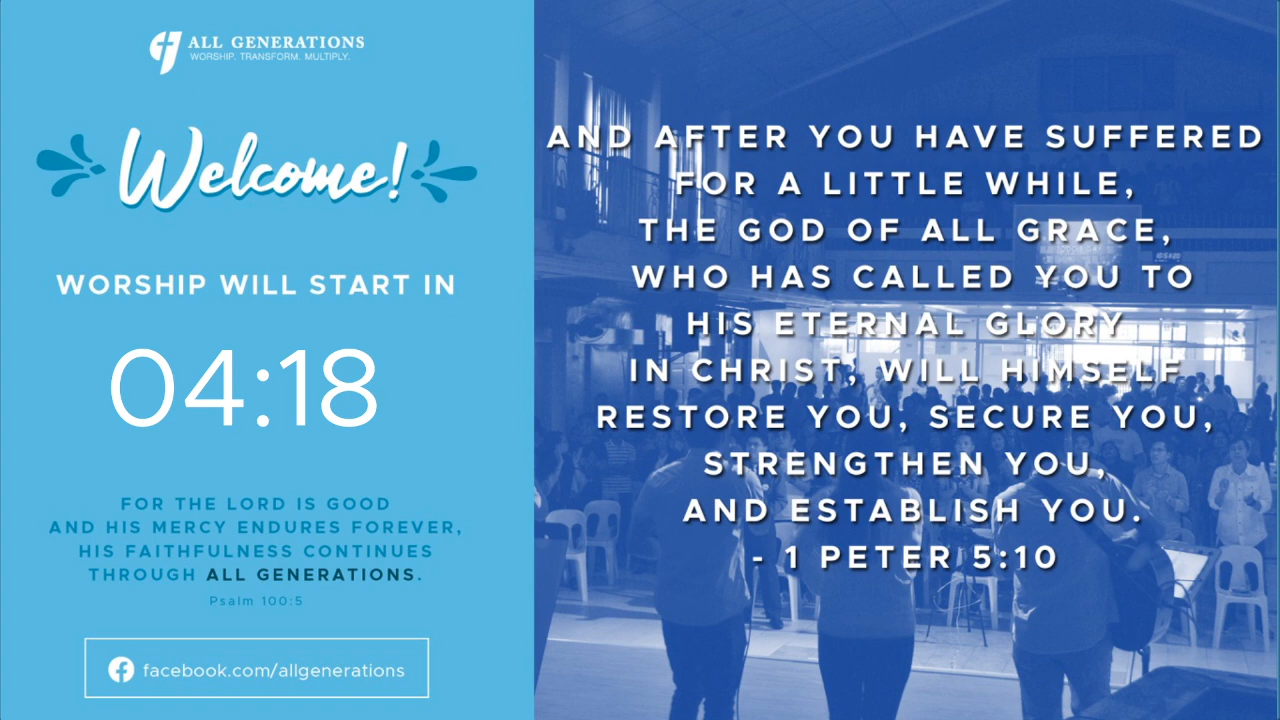 ALL GENERATIONS
WORSHIP. TRANSFORM. MULTIPLY.
Welcome!
WORSHIP WILL START IN
04:18
FOR THE LORD IS GOOD
AND HIS MERCY ENDURES FOREVER,
HIS FAITHFULNESS CONTINUES
THROUGH ALL GENERATIONS.
Psalm 100:5
facebook.com/allgenerations
AND AFTER YOU HAVE SUFFERED
FOR A LITTLE WHILE,
THE GOD OF ALL GRACE,
WHO HAS CALLED YOU TO
HIS ETERNAL GLORY
IN CHRIST, WILL HIMSELF
RESTORE YOU, SECURE YOU,
STRENGTHEN YOU,
AND ESTABLISH YOU.
- 1 PETER 5:10